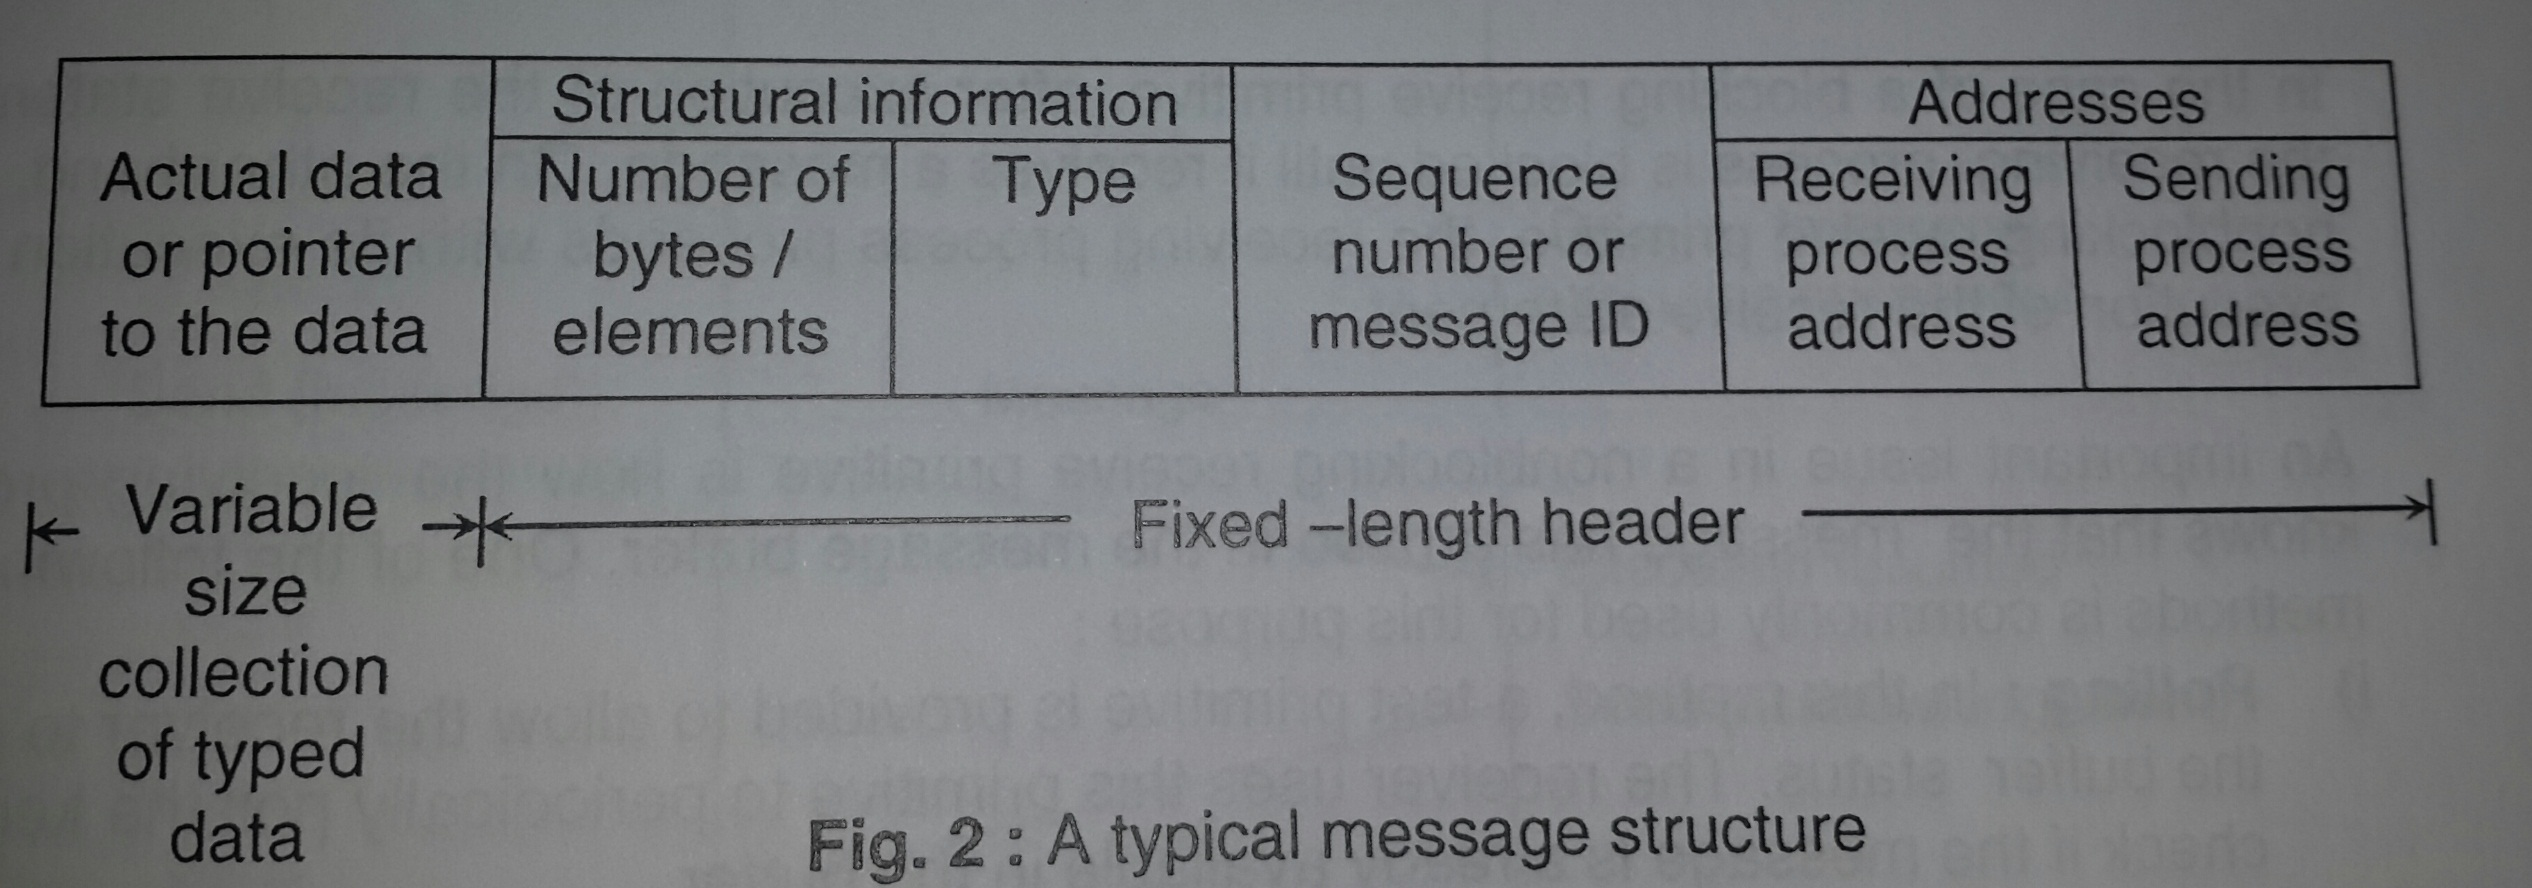 Structural information
Addresses
Actual data
or pointer
to the data
Number of
bytes /
elements
Type
Sequence
number or
message ID
Receiving
process
address
Sending
process
address
Variable
size
collection
of typed
data
Fixed –length header
Fig. 2 : A typical message structure